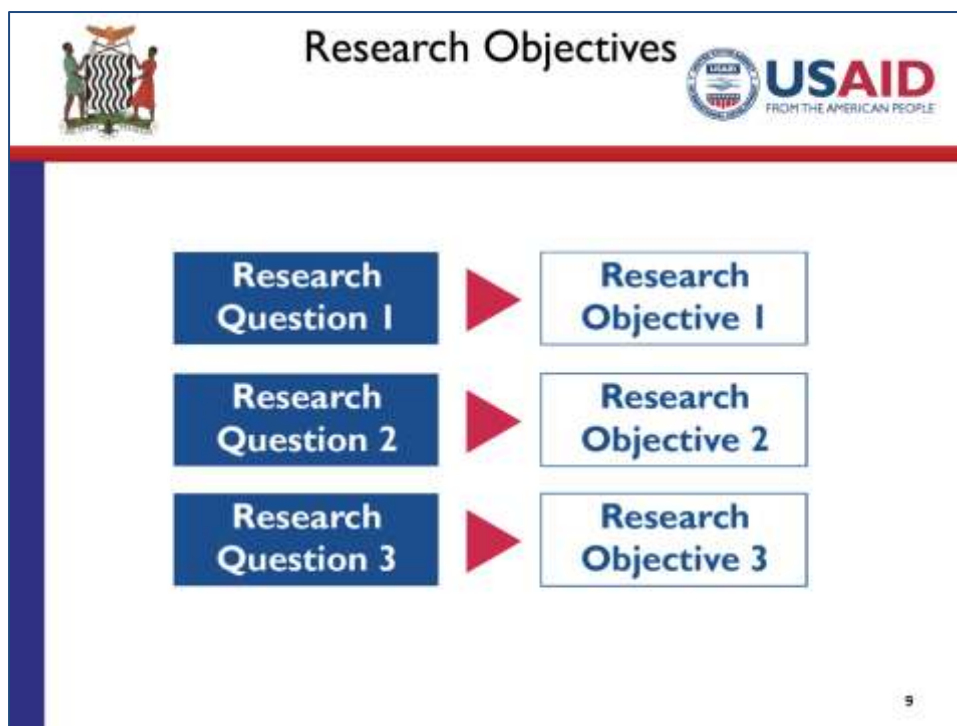 Research Objectives
USAID
FROM THE AMERICAN PEOPLE
Research
Question 1
Research
Objective 1
Research
Question 2
Research
Objective 2
Research
Question 3
Research
Objective 3
9